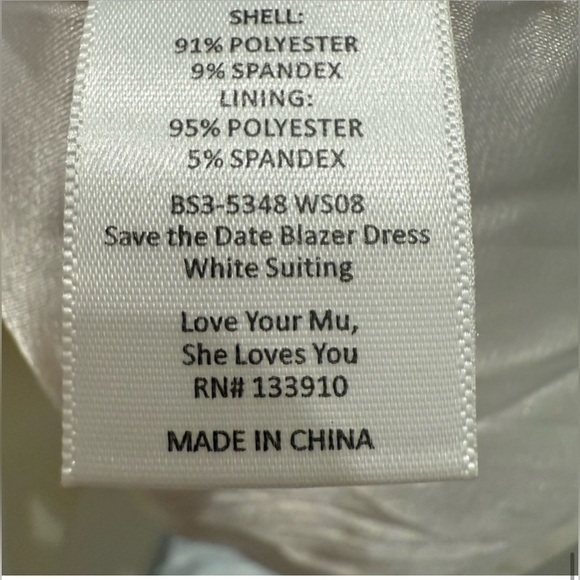 SHELL:
91% POLYESTER
9% SPANDEX
LINING:
95% POLYESTER
5% SPANDEX
BS3-5348 WS08
Save the Date Blazer Dress
White Suiting
Love Your Mu,
She Loves You
RN# 133910
MADE IN CHINA